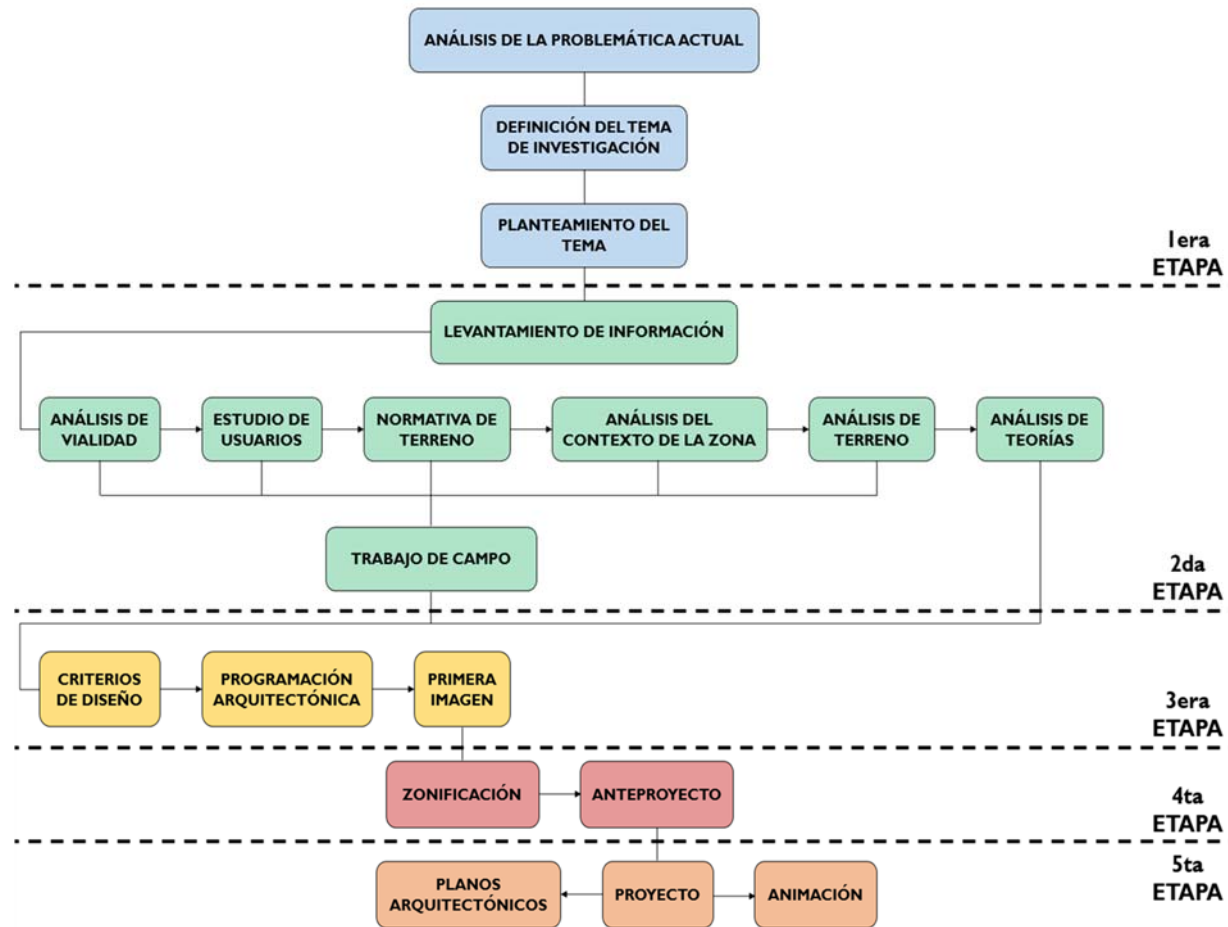 ANÁLISIS DE LA PROBLEMÁTICA ACTUAL
DEFINICIÓN DEL TEMA
DE INVESTIGACIÓN
PLANTEAMIENTO DEL
TEMA
1era
ETAPA
LEVANTAMIENTO DE INFORMACIÓN
ANÁLISIS DE
VIALIDAD
ESTUDIO DE
USUARIOS
NORMATIVA DE
TERRENO
ANÁLISIS DEL
CONTEXTO DE LA ZONA
ANÁLISIS DE
TERRENO
ANÁLISIS DE
TEORÍAS
TRABAJO DE CAMPO
2da
ETAPA
CRITERIOS
DE DISEÑO
PROGRAMACIÓN
ARQUITECTÓNICA
PRIMERA
IMAGEN
3era
ETAPA
ZONIFICACIÓN
ANTEPROYECTO
4ta
ETAPA
5ta
ETAPA
PLANOS
ARQUITECTÓNICOS
PROYECTO
ANIMACIÓN